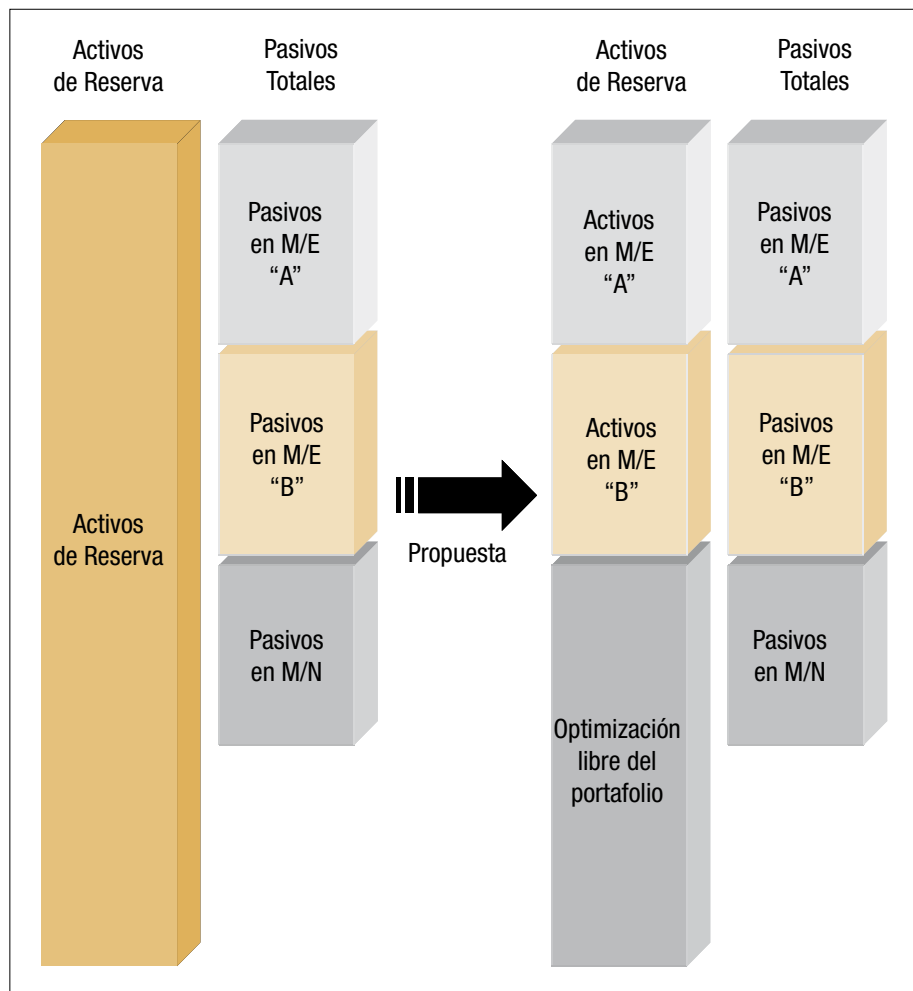 Activos
de Reserva
Pasivos
Totales
Activos
de Reserva
Pasivos
Totales
Activos
de Reserva
Pasivos
en M/E
“A”
Pasivos
en M/E
“B”
Pasivos
en M/N
Propuesta
Activos
en M/E
“A”
Activos
en M/E
“B”
Optimización
libre del
portafolio
Pasivos
en M/E
“A”
Pasivos
en M/E
“B”
Pasivos
en M/N